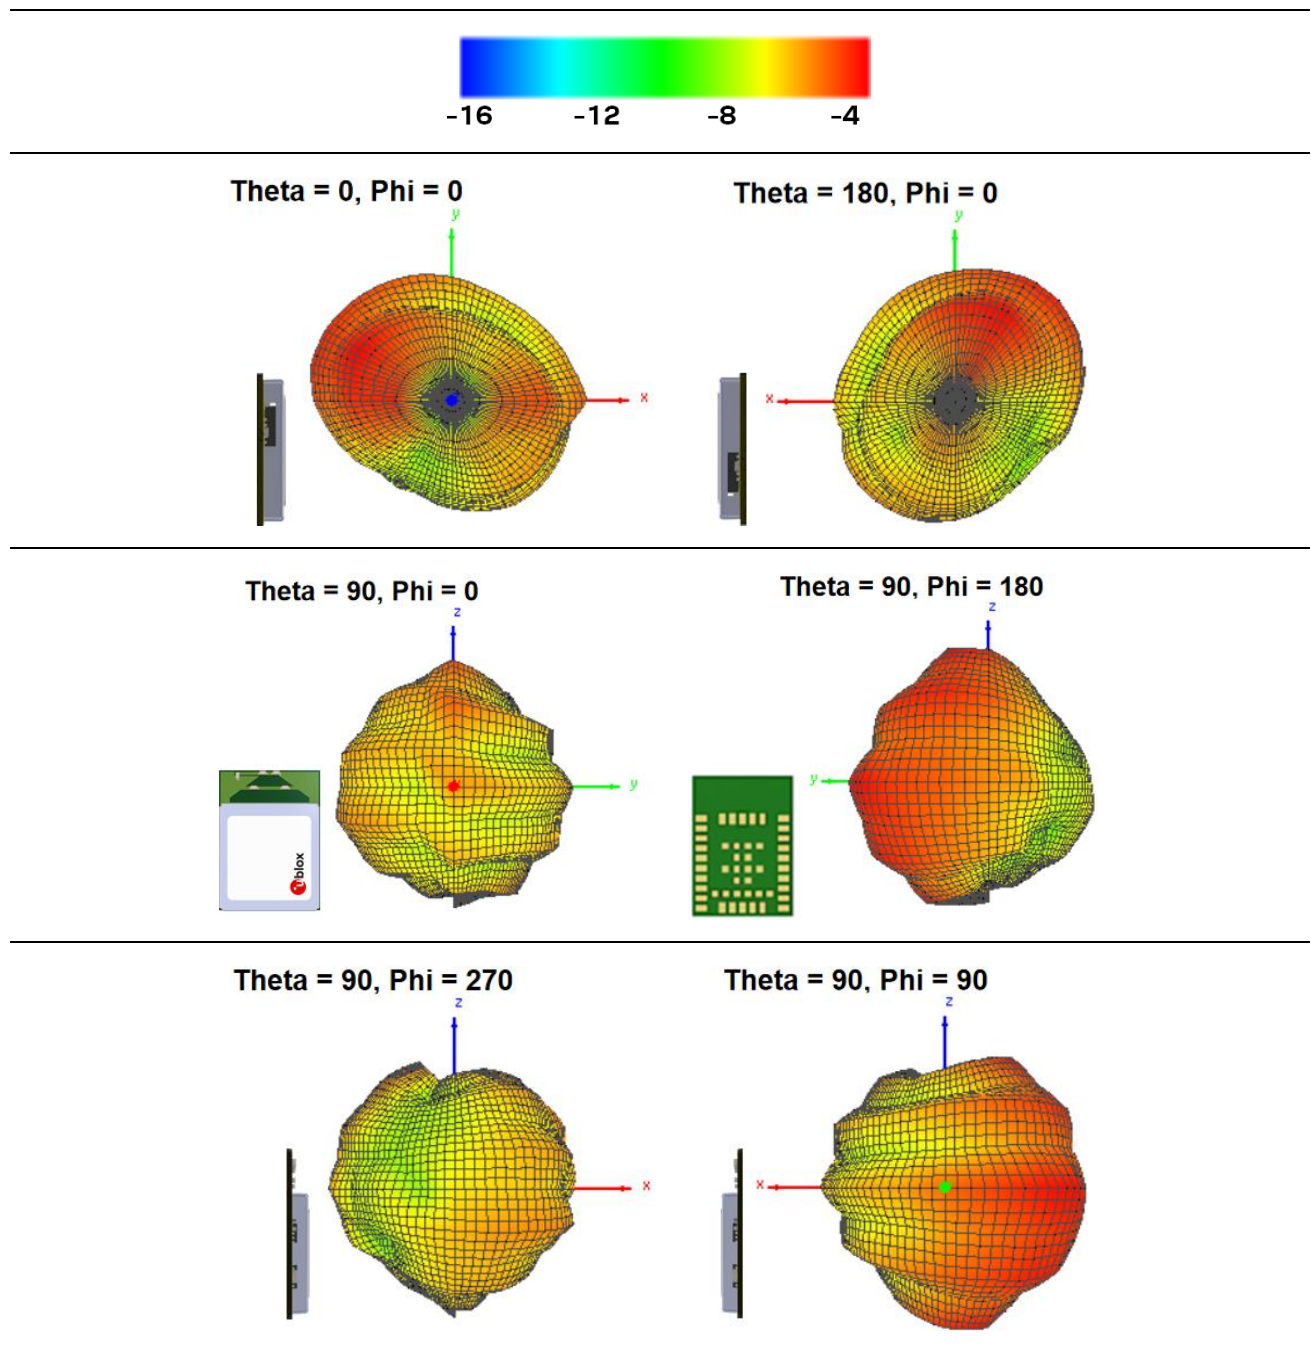 -16 -12 -8 -4
Theta = 0, Phi = 0
Theta = 180, Phi = 0
y
y
x
x
Theta = 90, Phi = 0
Theta = 90, Phi = 180
z
z
y
y
blox
Theta = 90, Phi = 270
Theta = 90, Phi = 90
z
z
x
x